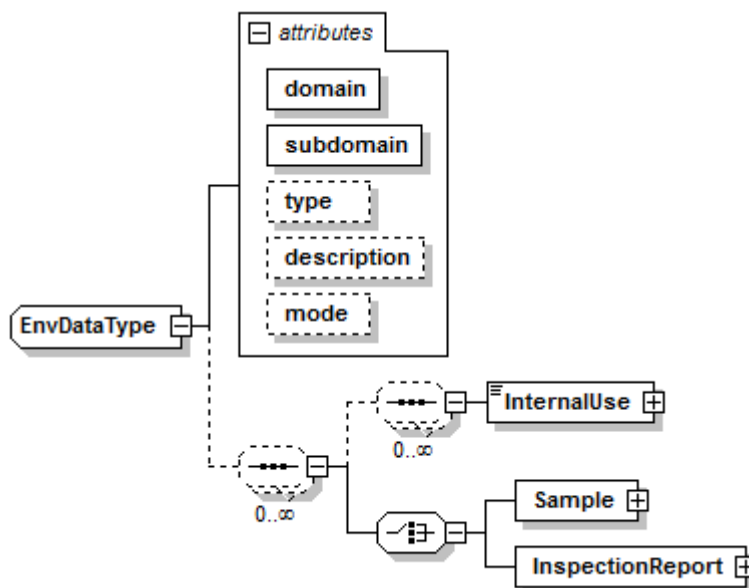 attributes
domain
subdomain
type
description
EnvDataType
mode
InternalUse
0..∞
0..∞
Sample
InspectionReport